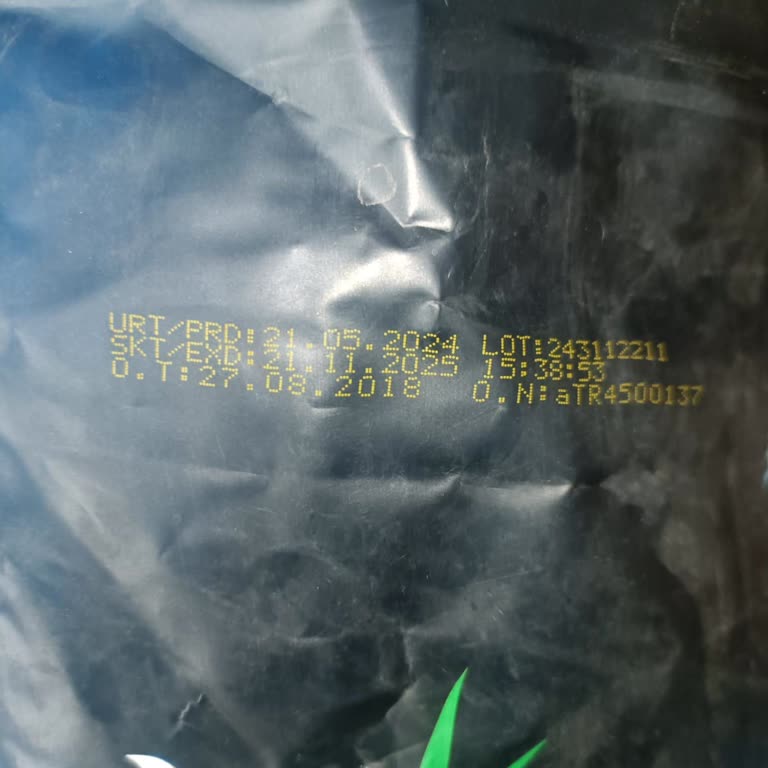 URT/PRD:21.05.2024 LOT:243112211
SKT/EXD:21.11.2025 15:38:53
O.T:27.08.2018 O.N:aTR4500137